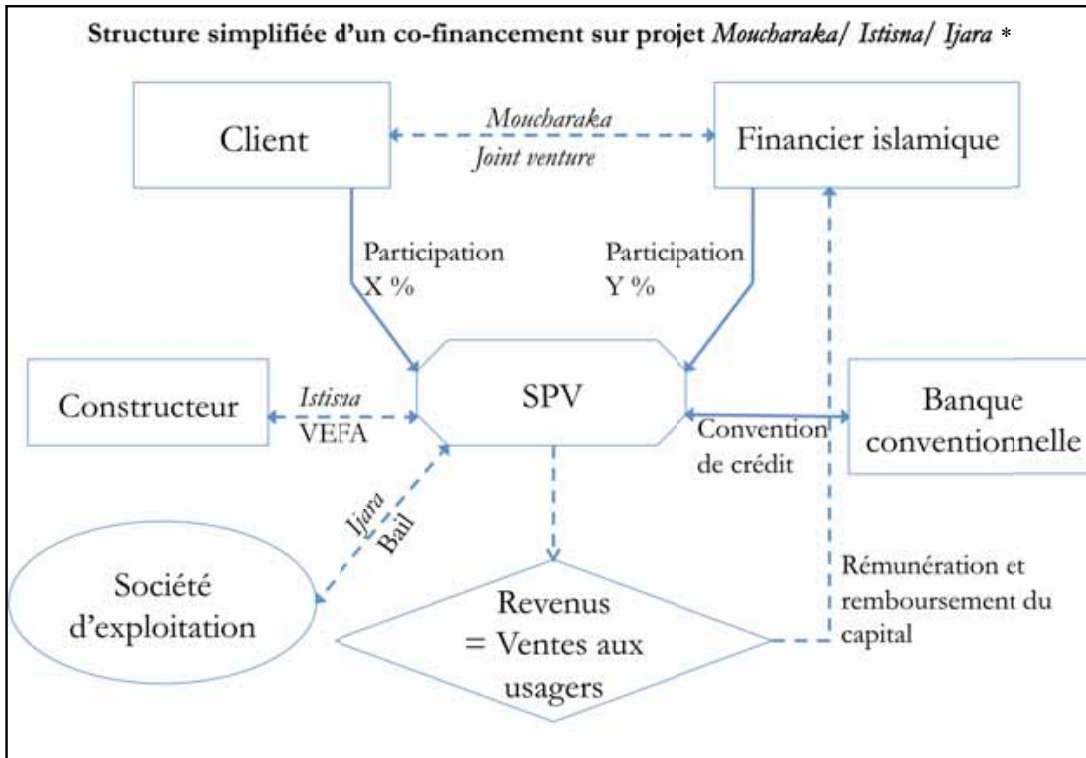 Structure simplifiée d'un co-financement sur projet Moucharaka/ Istisna/ Ijara *
Client
Moucharaka
Joint venture
Financier islamique
Participation
X %
Participation
Y %
Constructeur
Istisna
VEFA
SPV
Convention
de crédit
Banque
conventionnelle
Ijara
Bail
Société
d'exploitation
Revenus
= Ventes aux
usagers
Rémunération et
remboursement du
capital